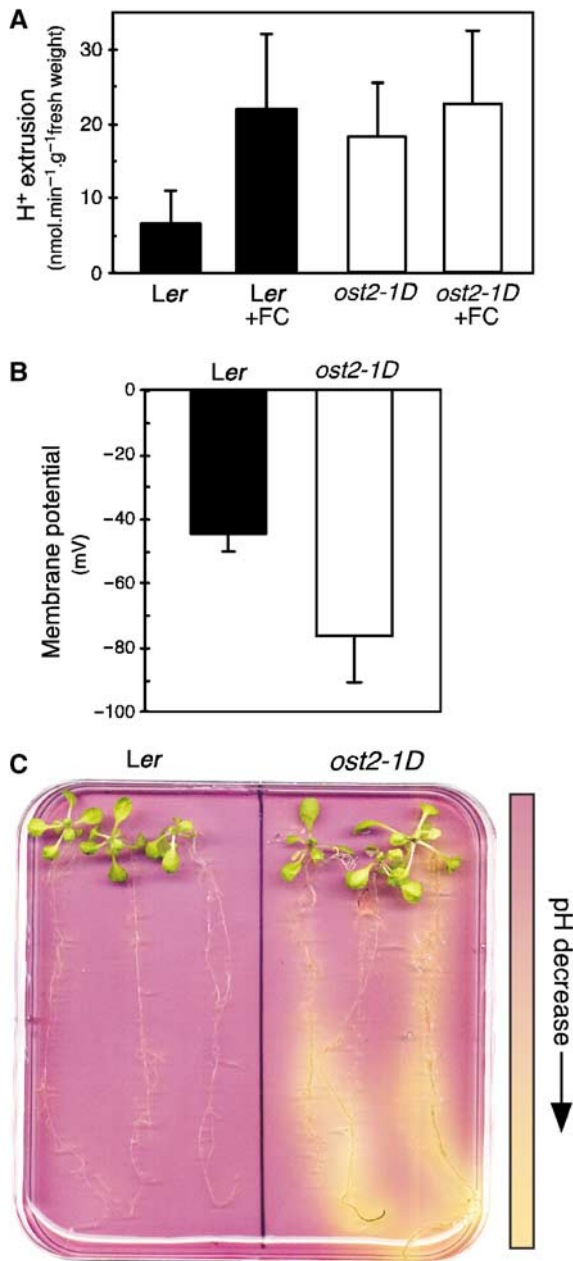 A
H⁺ extrusion
(nmol.min⁻¹.g⁻¹fresh weight)
30
20
10
0
Ler
Ler
+FC
ost2-1D
ost2-1D
+FC
B
Ler
ost2-1D
Membrane potential
(mV)
0
−20
−40
−60
−80
−100
C
Ler
ost2-1D
pH decrease